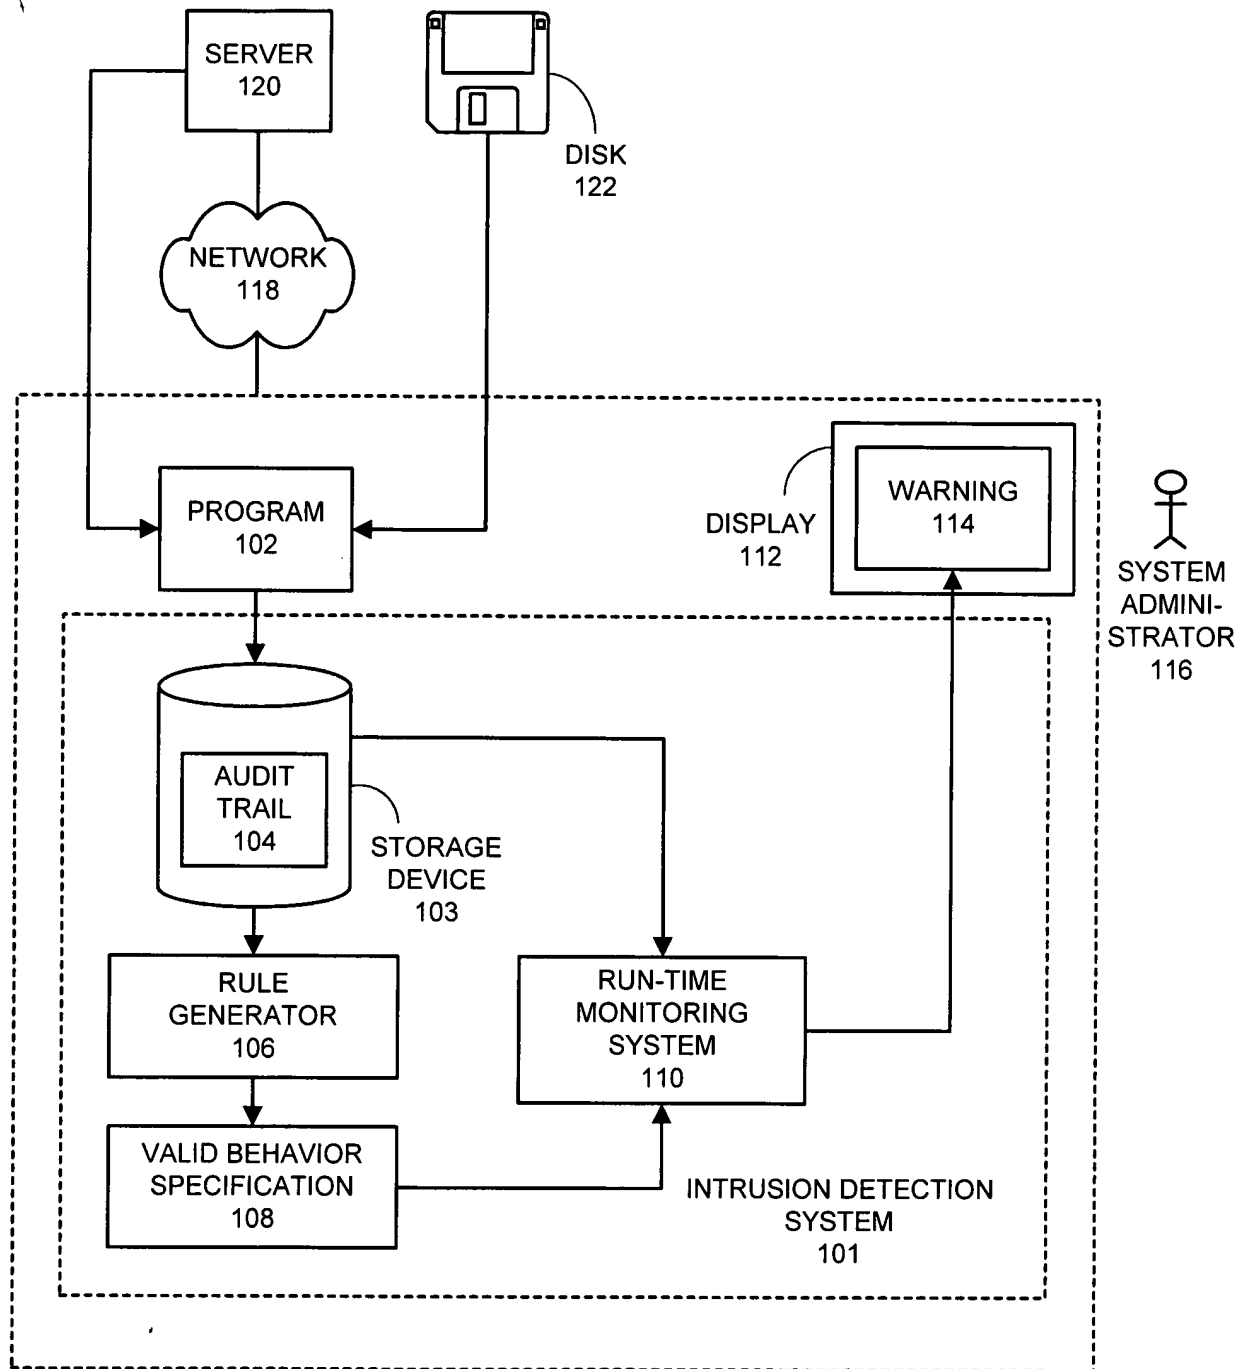 SERVER
120
DISK
122
NETWORK
118
PROGRAM
102
WARNING
114
DISPLAY
112
SYSTEM
ADMINI-
STRATOR
116
AUDIT
TRAIL
104
STORAGE
DEVICE
103
RULE
GENERATOR
106
RUN-TIME
MONITORING
SYSTEM
110
VALID BEHAVIOR
SPECIFICATION
108
INTRUSION DETECTION
SYSTEM
101